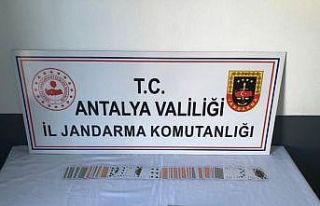 T.C.
ANTALYA VALİLİĞİ
İL JANDARMA KOMUTANLIĞI